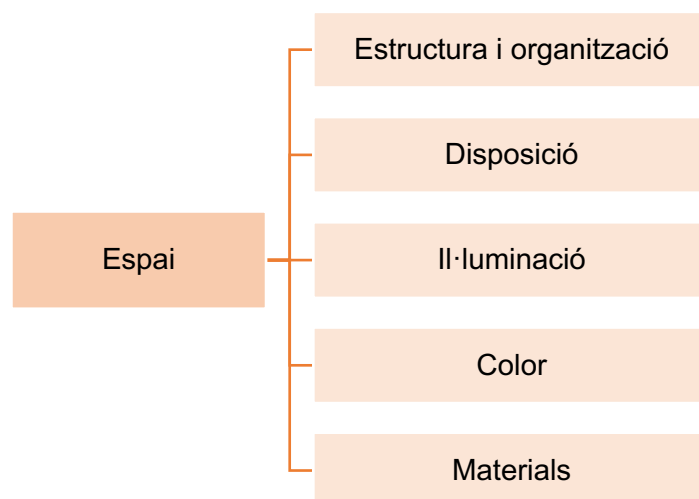 Espai
Estructura i organització
Disposició
Il·luminació
Color
Materials